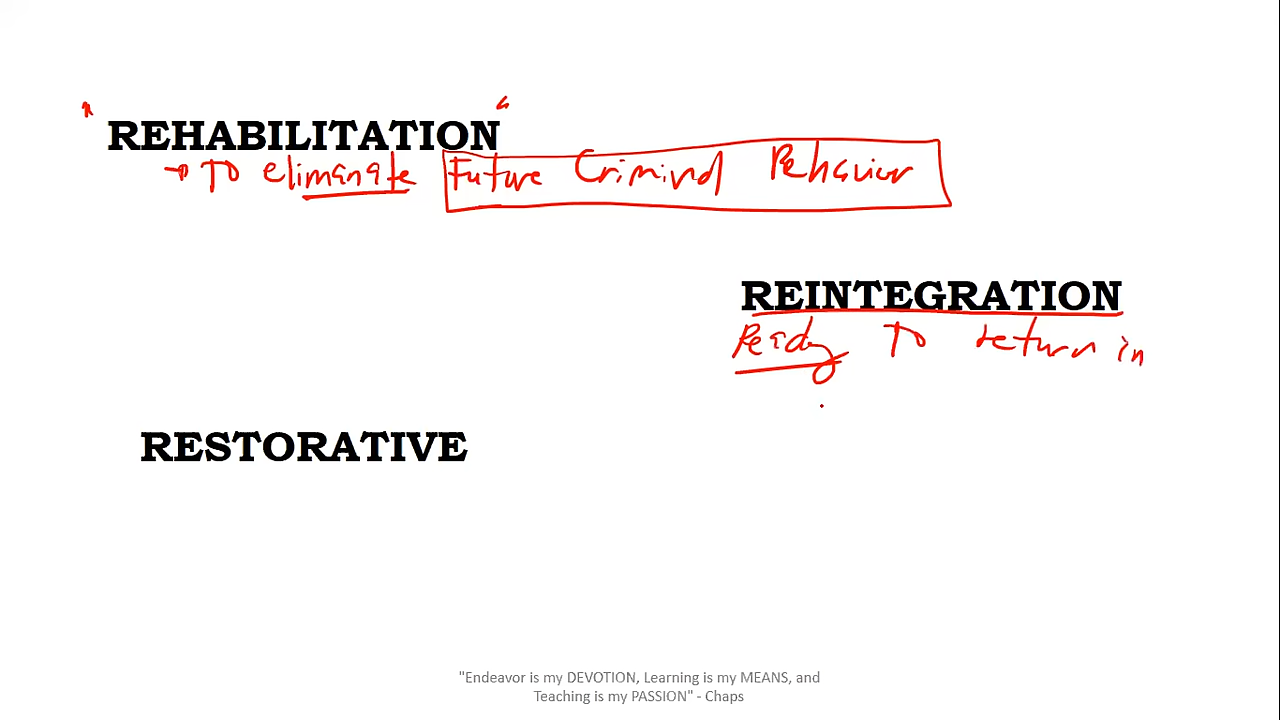 REHABILITATION
→ To elimanate Future Criminal Behavior
REINTEGRATION
Ready To return in
RESTORATIVE
"Endeavor is my DEVOTION, Learning is my MEANS, and
Teaching is my PASSION" - Chaps